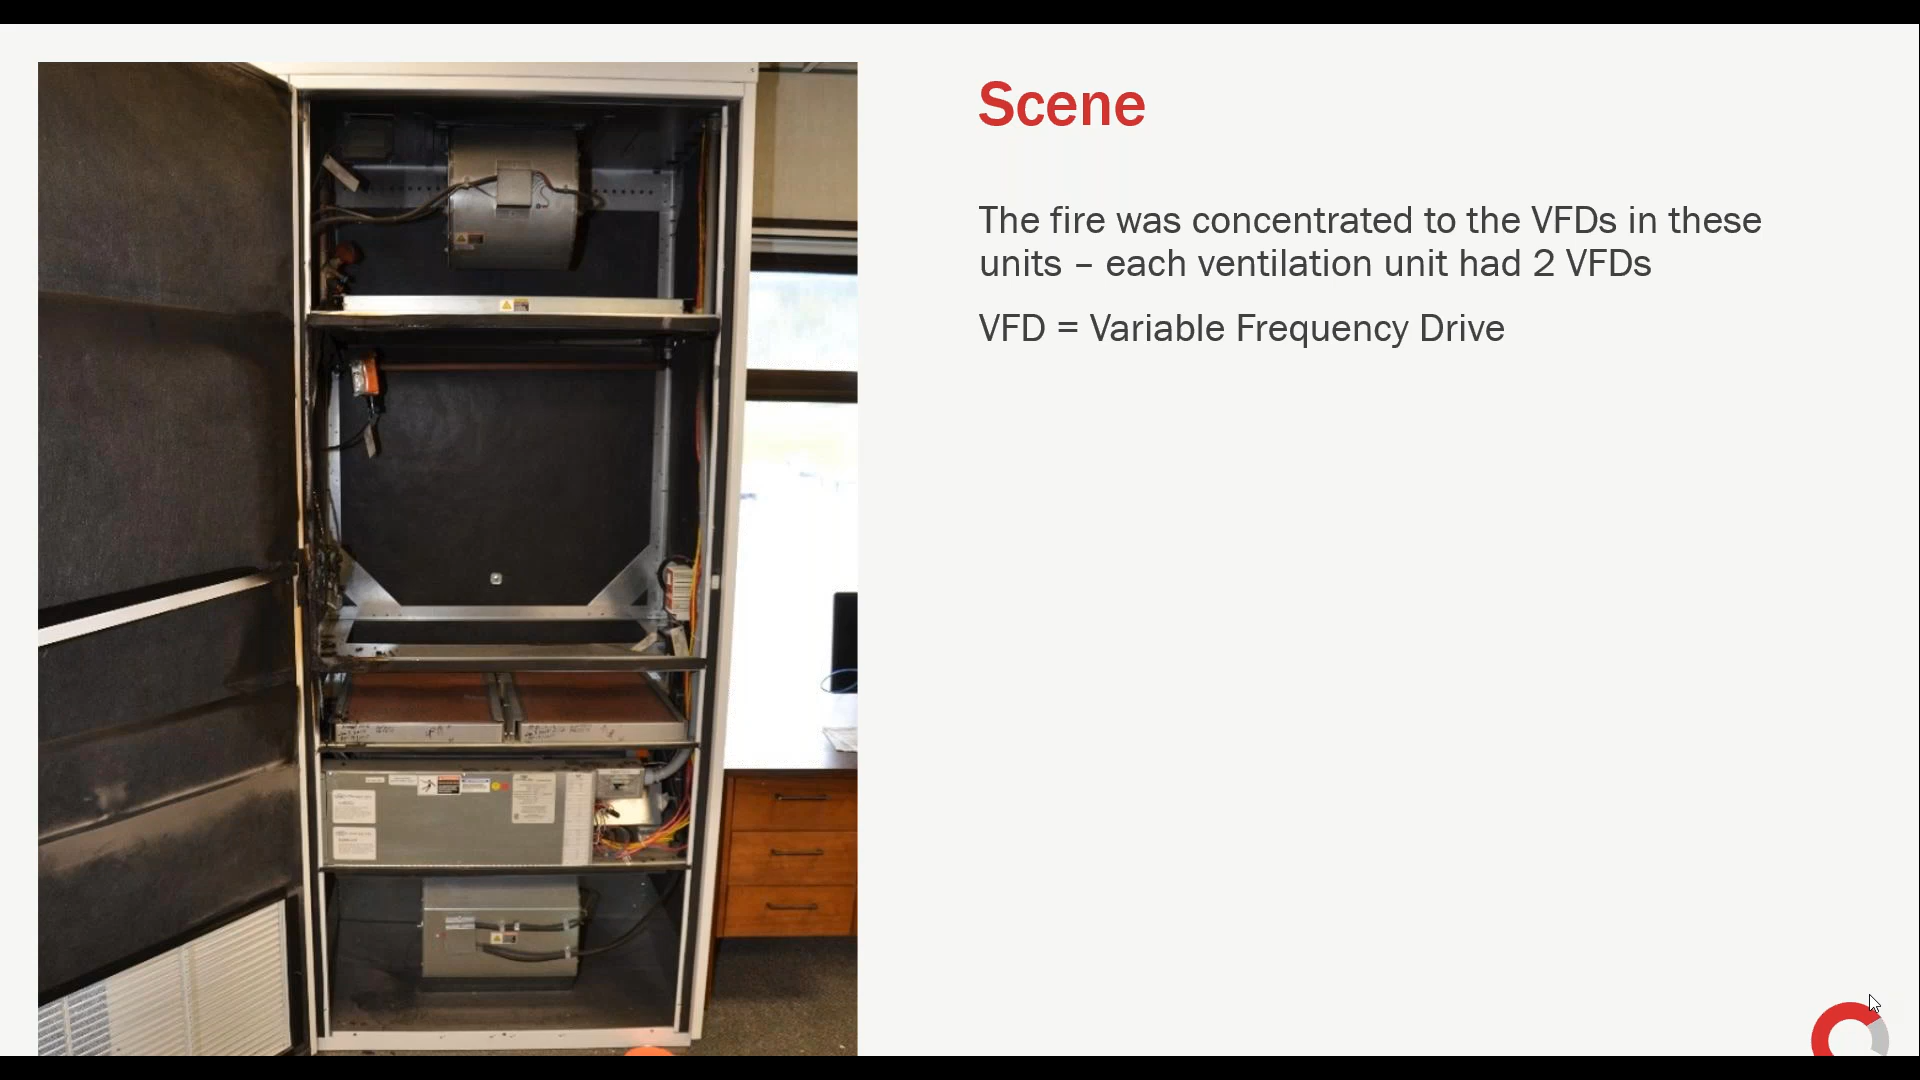 Scene
The fire was concentrated to the VFDs in these
units – each ventilation unit had 2 VFDs
VFD = Variable Frequency Drive